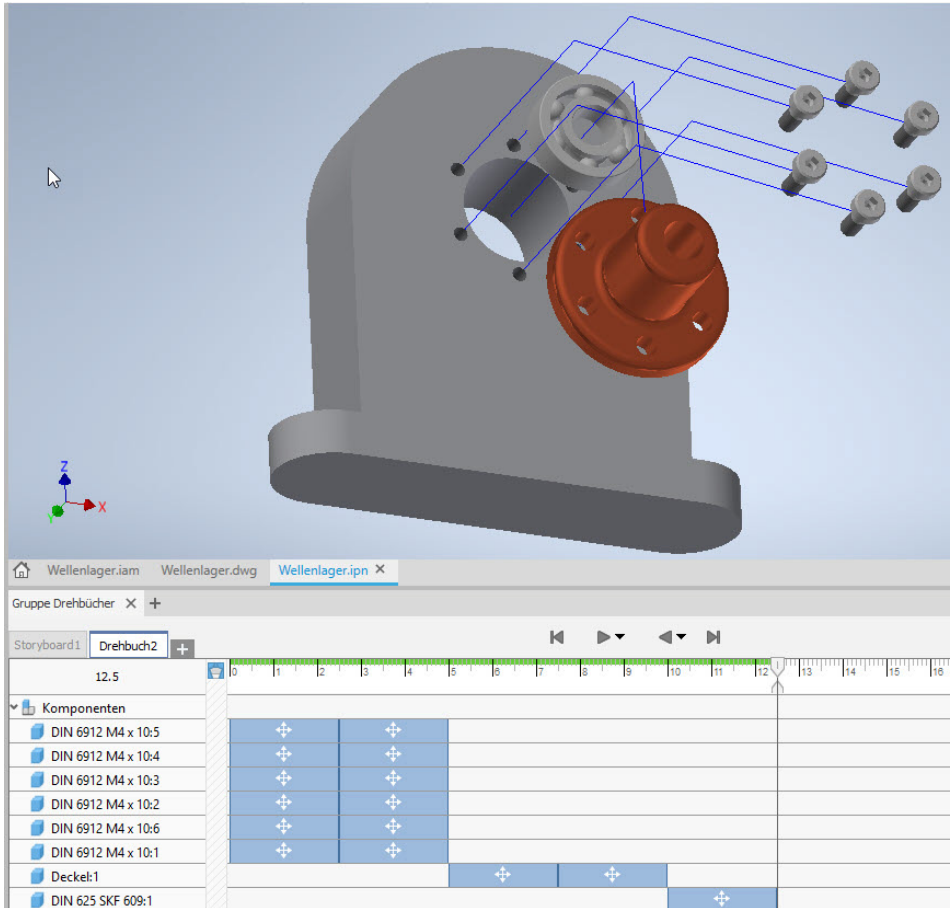 Z
X
Y
Wellenlager.iam Wellenlager.dwg Wellenlager.ipn
Gruppe Drehbücher
Storyboard1 Drehbuch2
12.5 0 1 2 3 4 5 6 7 8 9 10 11 12 13 14 15 16
Komponenten
DIN 6912 M4 x 10:5
DIN 6912 M4 x 10:4
DIN 6912 M4 x 10:3
DIN 6912 M4 x 10:2
DIN 6912 M4 x 10:6
DIN 6912 M4 x 10:1
Deckel:1
DIN 625 SKF 609:1